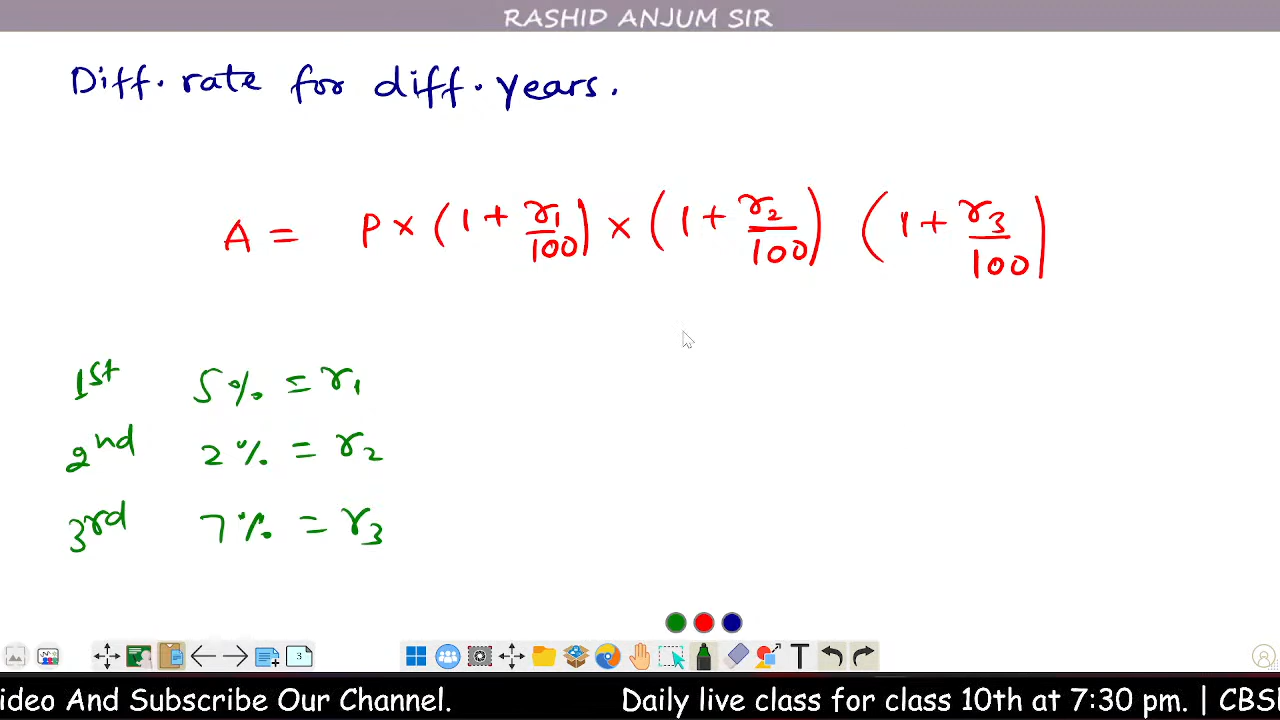 RASHID ANJUM SIR
Diff. rate for diff. years.
A = P × (1 + r1/100) × (1 + r2/100) (1 + r3/100)
1st 5% = r1
2nd 2% = r2
3rd 7% = r3
3
T
ideo And Subscribe Our Channel. Daily live class for class 10th at 7:30 pm. | CBS